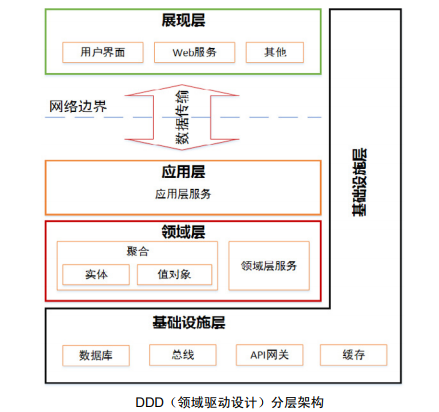 展现层
用户界面
Web服务
其他
网络边界
数据传输
应用层
应用层服务
领域层
聚合
实体
值对象
领域层服务
基础设施层
基础设施层
数据库
总线
API网关
缓存
DDD（领域驱动设计）分层架构